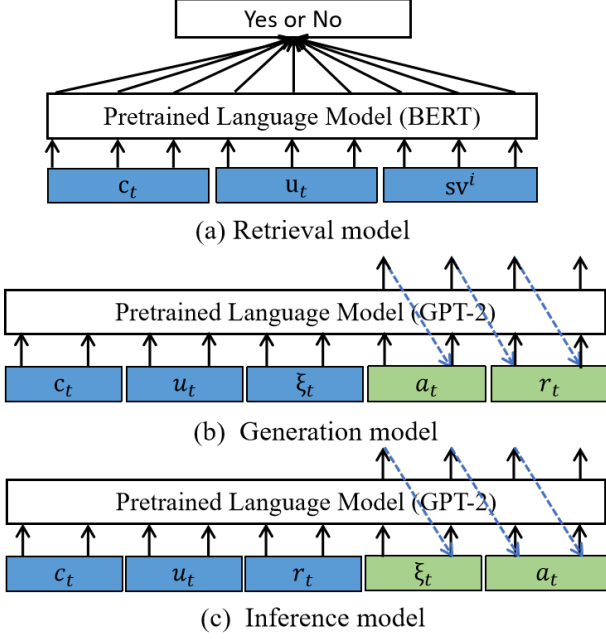 Yes or No
Pretrained Language Model (BERT)
c_t u_t sv^i
(a) Retrieval model
Pretrained Language Model (GPT-2)
c_t u_t ξ_t a_t r_t
(b) Generation model
Pretrained Language Model (GPT-2)
c_t u_t r_t ξ_t a_t
(c) Inference model